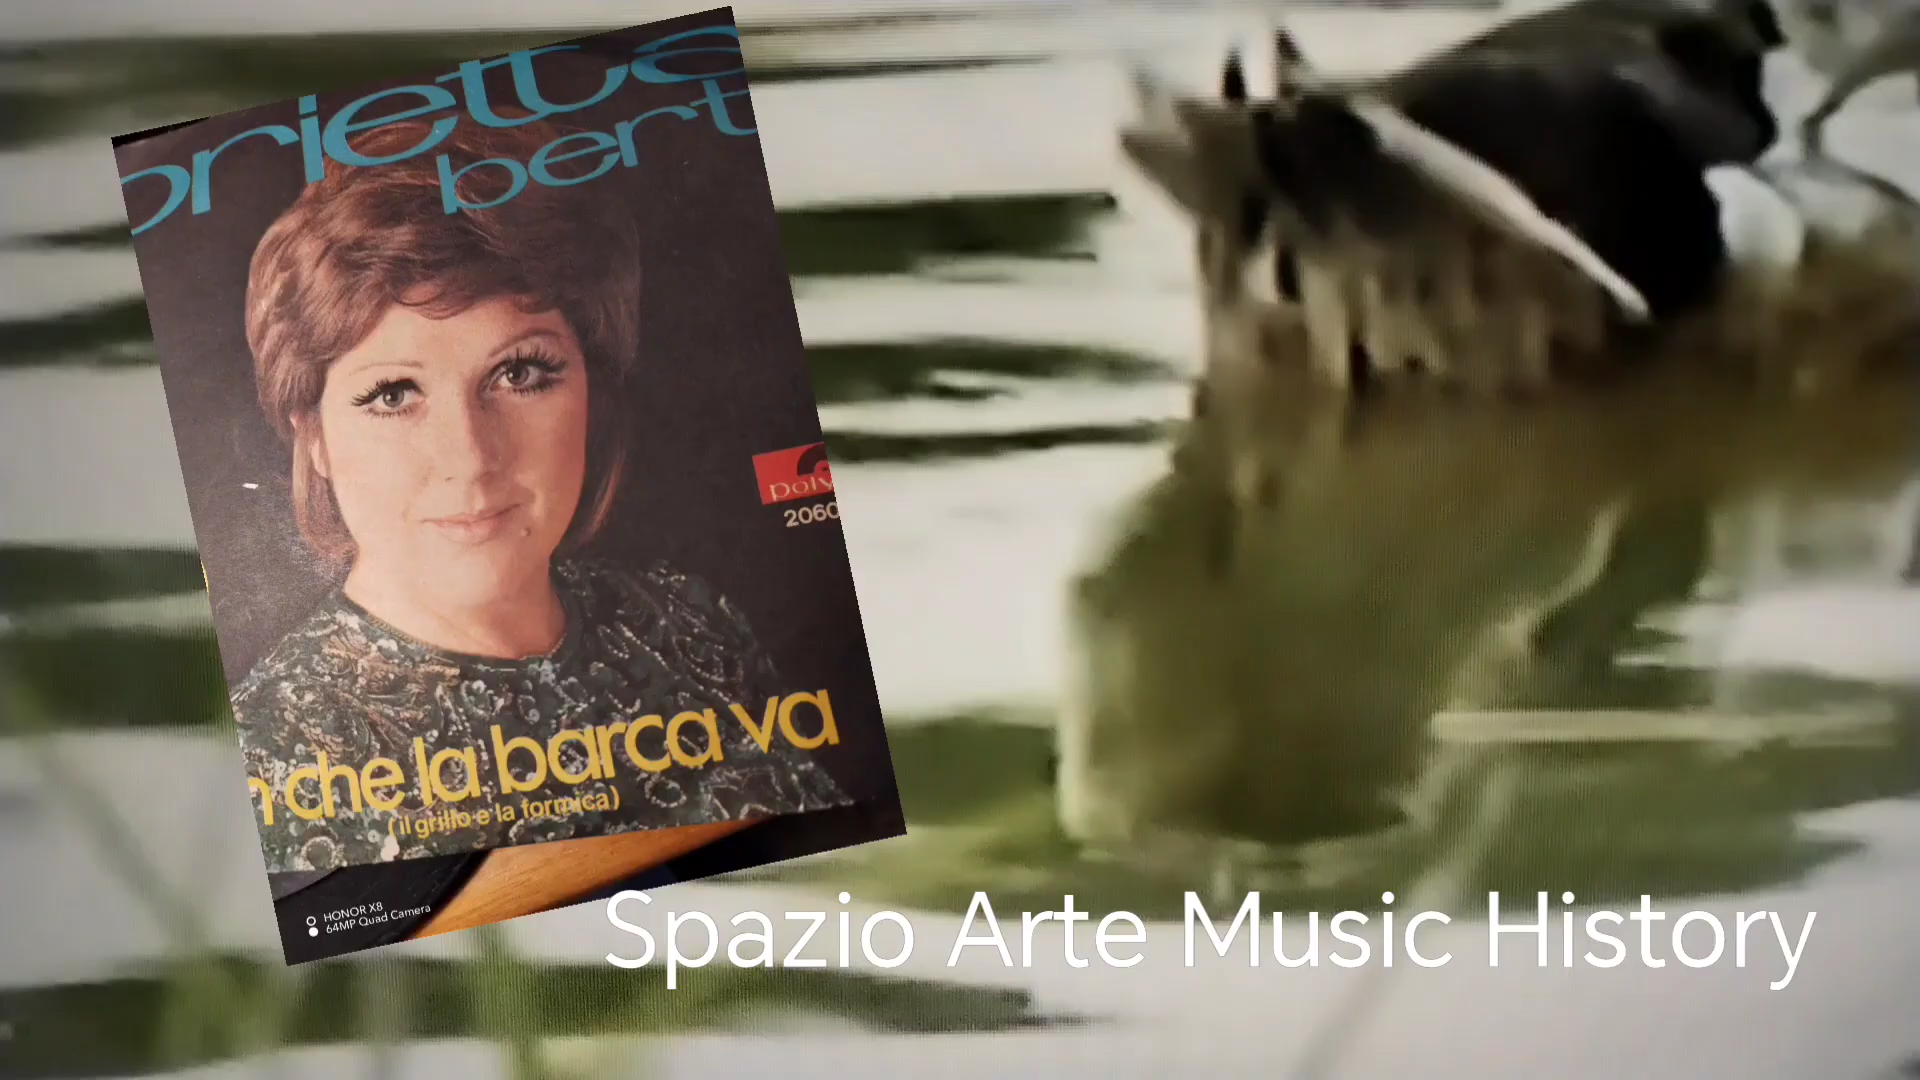 orietta
bert
poly
2060
n che la barca va
(il grillo e la formica)
HONOR X8
64MP Quad Camera
Spazio Arte Music History